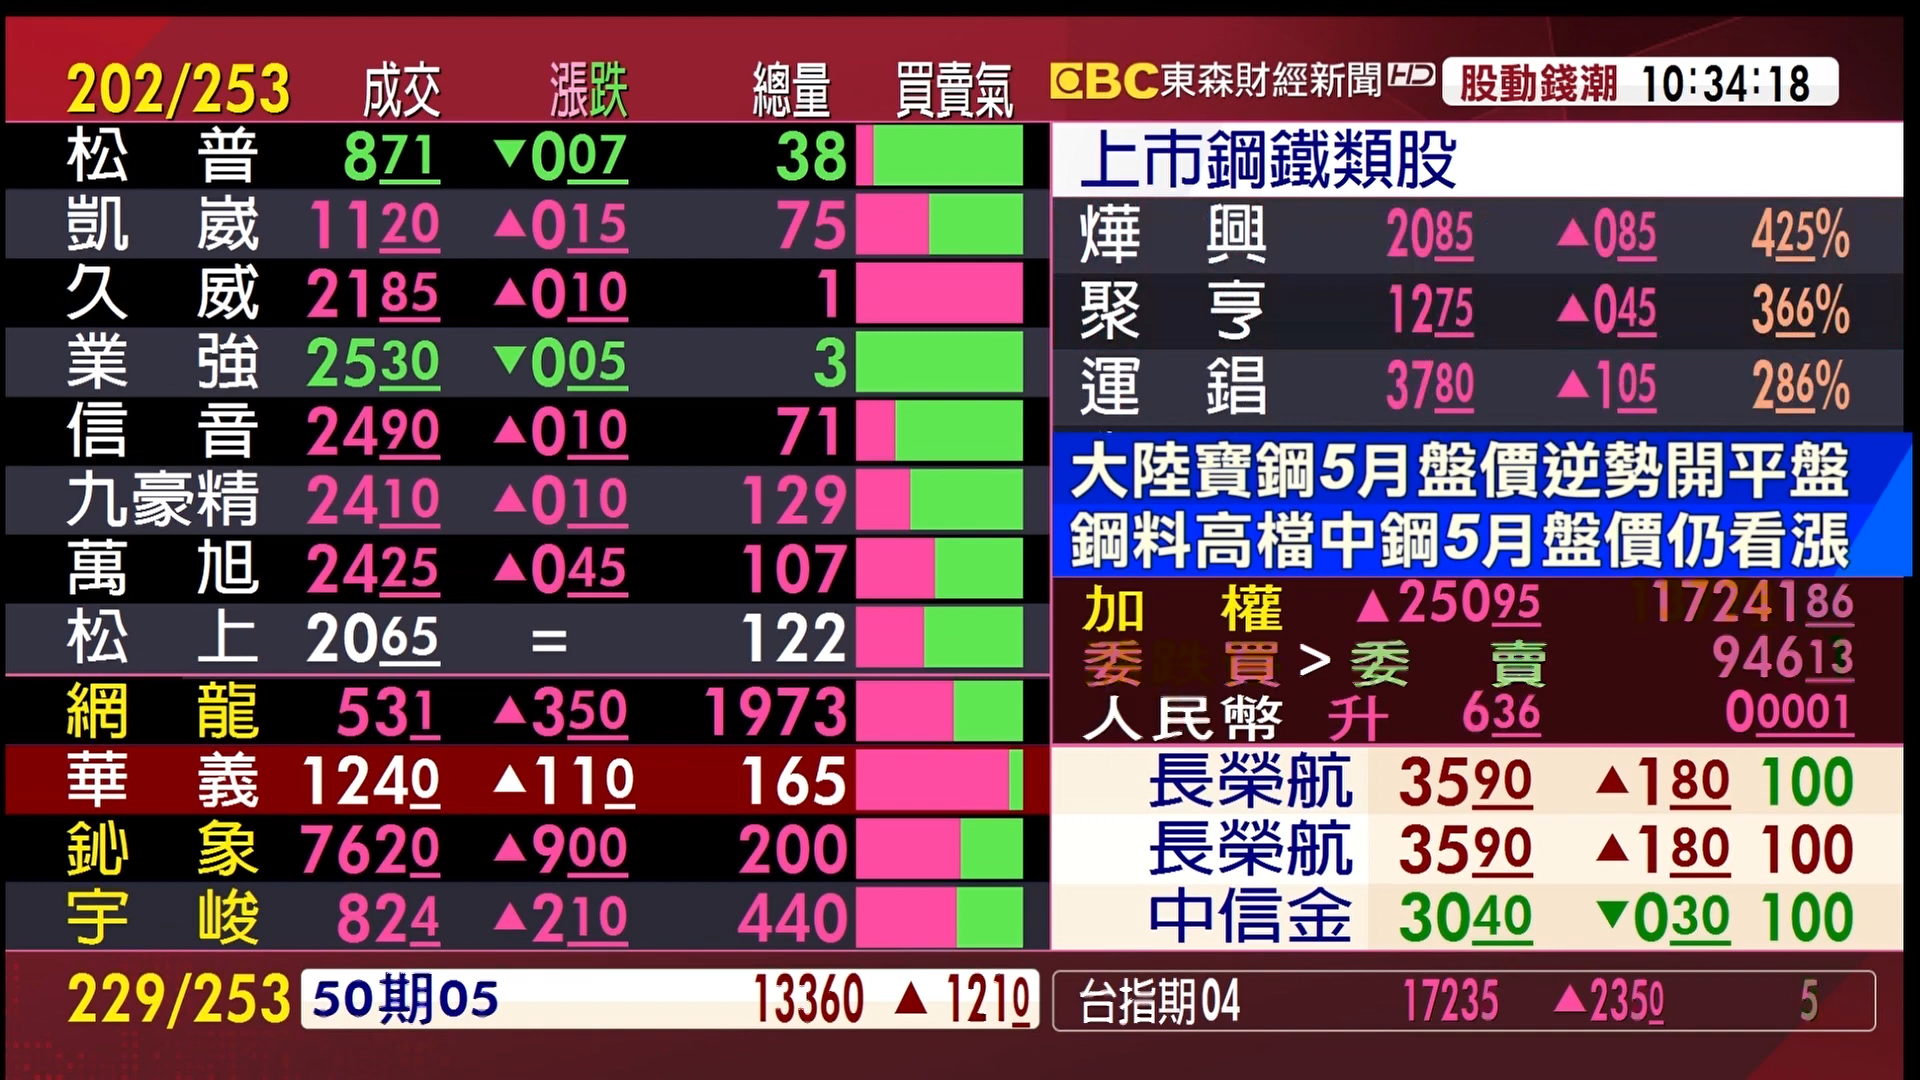 202/253 成交 漲跌 總量 買賣氣
松普 871 ▼007 38
凱崴 1120 ▲015 75
久威 2185 ▲010 1
業強 2530 ▼005 3
信音 2490 ▲010 71
九豪精 2410 ▲010 129
萬旭 2425 ▲045 107
松上 2065 = 122
網龍 531 ▲350 1973
華義 1240 ▲110 165
鈊象 7620 ▲900 200
宇峻 824 ▲210 440
229/253 50期05 13360 ▲1210
EBC東森財經新聞HD 股動錢潮 10:34:18
上市鋼鐵類股
燁興 2085 ▲085 425%
聚亨 1275 ▲045 366%
運錩 3780 ▲105 286%
大陸寶鋼5月盤價逆勢開平盤
鋼料高檔中鋼5月盤價仍看漲
加權 ▲25095 1724186
委買>委賣 94613
人民幣 升 636 00001
長榮航 3590 ▲180 100
長榮航 3590 ▲180 100
中信金 3040 ▼030 100
台指期04 17235 ▲2350 5